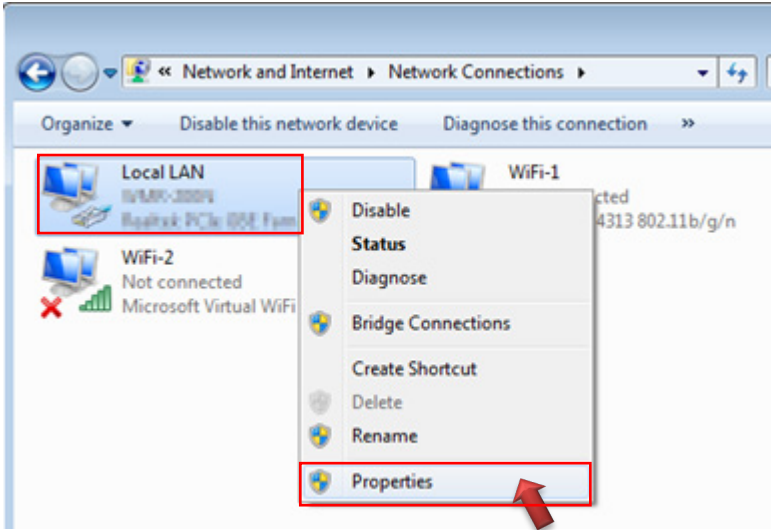 « Network and Internet ▸ Network Connections ▸
Organize ▾ Disable this network device Diagnose this connection »
Local LAN
WiFi-1
4313 802.11b/g/n
WiFi-2
Not connected
Microsoft Virtual WiFi
Disable
Status
Diagnose
Bridge Connections
Create Shortcut
Delete
Rename
Properties